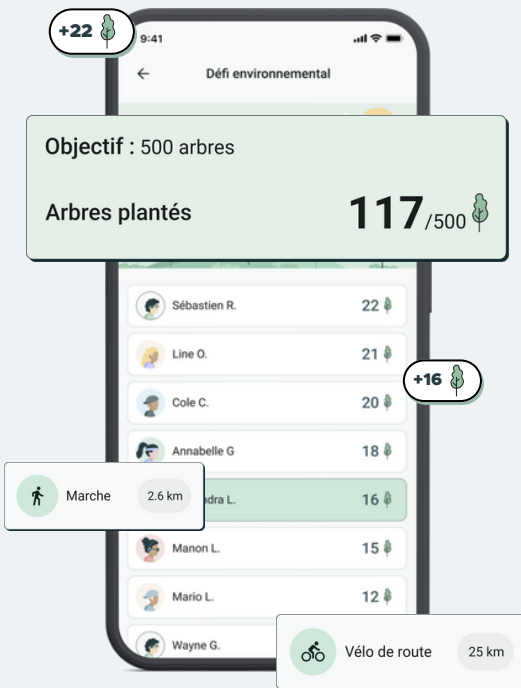 +22
9:41
Défi environnemental
Objectif : 500 arbres
Arbres plantés 117/500
Sébastien R. 22
Line O. 21
+16
Cole C. 20
Annabelle G 18
Marche 2.6 km
ndra L. 16
Manon L. 15
Mario L. 12
Wayne G.
Vélo de route 25 km